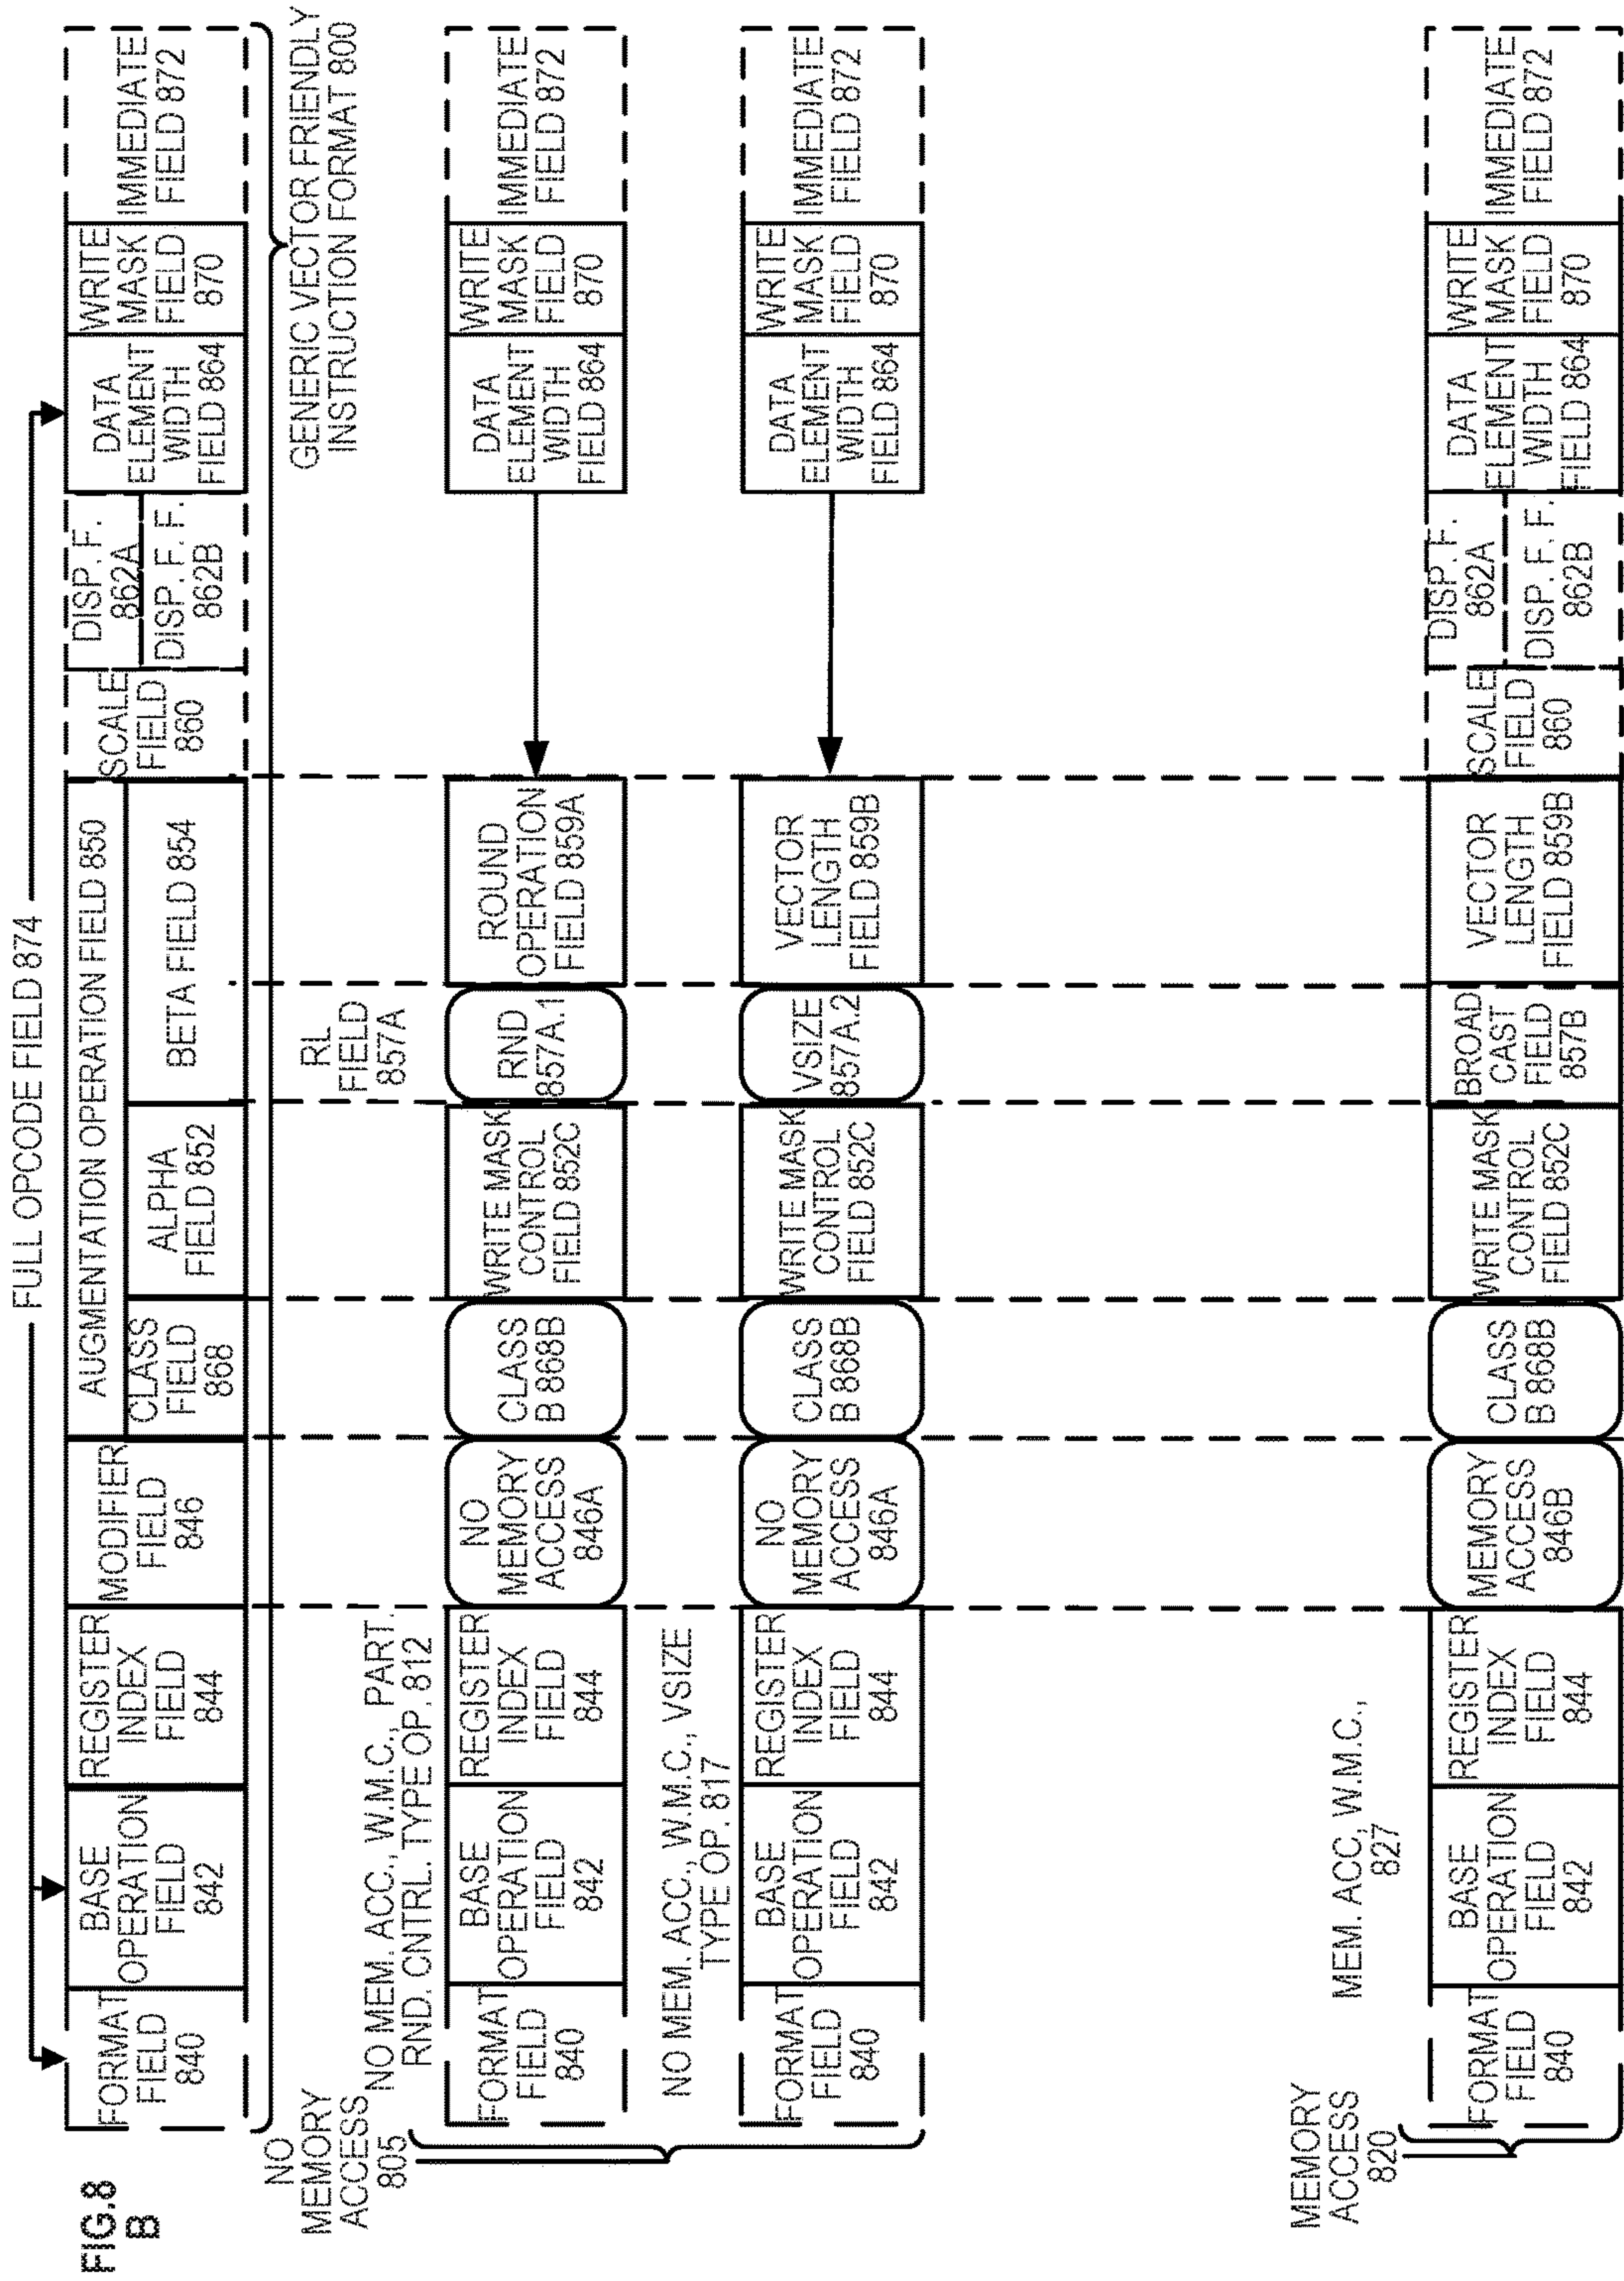 FIG.8
B
FULL OPCODE FIELD 874
FORMAT
FIELD
840
BASE
OPERATION
FIELD
842
REGISTER
INDEX
FIELD
844
MODIFIER
FIELD
846
AUGMENTATION OPERATION FIELD 850
CLASS
FIELD
868
ALPHA
FIELD 852
BETA FIELD 854
SCALE
FIELD
860
DISP. F.
862A
DISP. F. F.
862B
DATA
ELEMENT
WIDTH
FIELD 864
WRITE
MASK
FIELD
870
IMMEDIATE
FIELD 872
GENERIC VECTOR FRIENDLY
INSTRUCTION FORMAT 800
NO
MEMORY
ACCESS
805
NO MEM. ACC., W.M.C., PART.
RND. CNTRL. TYPE OP. 812
RL
FIELD
857A
FORMAT
FIELD
840
BASE
OPERATION
FIELD
842
REGISTER
INDEX
FIELD
844
NO
MEMORY
ACCESS
846A
CLASS
B 868B
WRITE MASK
CONTROL
FIELD 852C
RND
857A.1
ROUND
OPERATION
FIELD 859A
DATA
ELEMENT
WIDTH
FIELD 864
WRITE
MASK
FIELD
870
IMMEDIATE
FIELD 872
NO MEM. ACC., W.M.C., VSIZE
TYPE OP. 817
FORMAT
FIELD
840
BASE
OPERATION
FIELD
842
REGISTER
INDEX
FIELD
844
NO
MEMORY
ACCESS
846A
CLASS
B 868B
WRITE MASK
CONTROL
FIELD 852C
VSIZE
857A.2
VECTOR
LENGTH
FIELD 859B
DATA
ELEMENT
WIDTH
FIELD 864
WRITE
MASK
FIELD
870
IMMEDIATE
FIELD 872
MEMORY
ACCESS
820
MEM. ACC, W.M.C.,
827
FORMAT
FIELD
840
BASE
OPERATION
FIELD
842
REGISTER
INDEX
FIELD
844
MEMORY
ACCESS
846B
CLASS
B 868B
WRITE MASK
CONTROL
FIELD 852C
BROAD
CAST
FIELD
857B
VECTOR
LENGTH
FIELD 859B
SCALE
FIELD
860
DISP. F.
862A
DISP. F. F.
862B
DATA
ELEMENT
WIDTH
FIELD 864
WRITE
MASK
FIELD
870
IMMEDIATE
FIELD 872